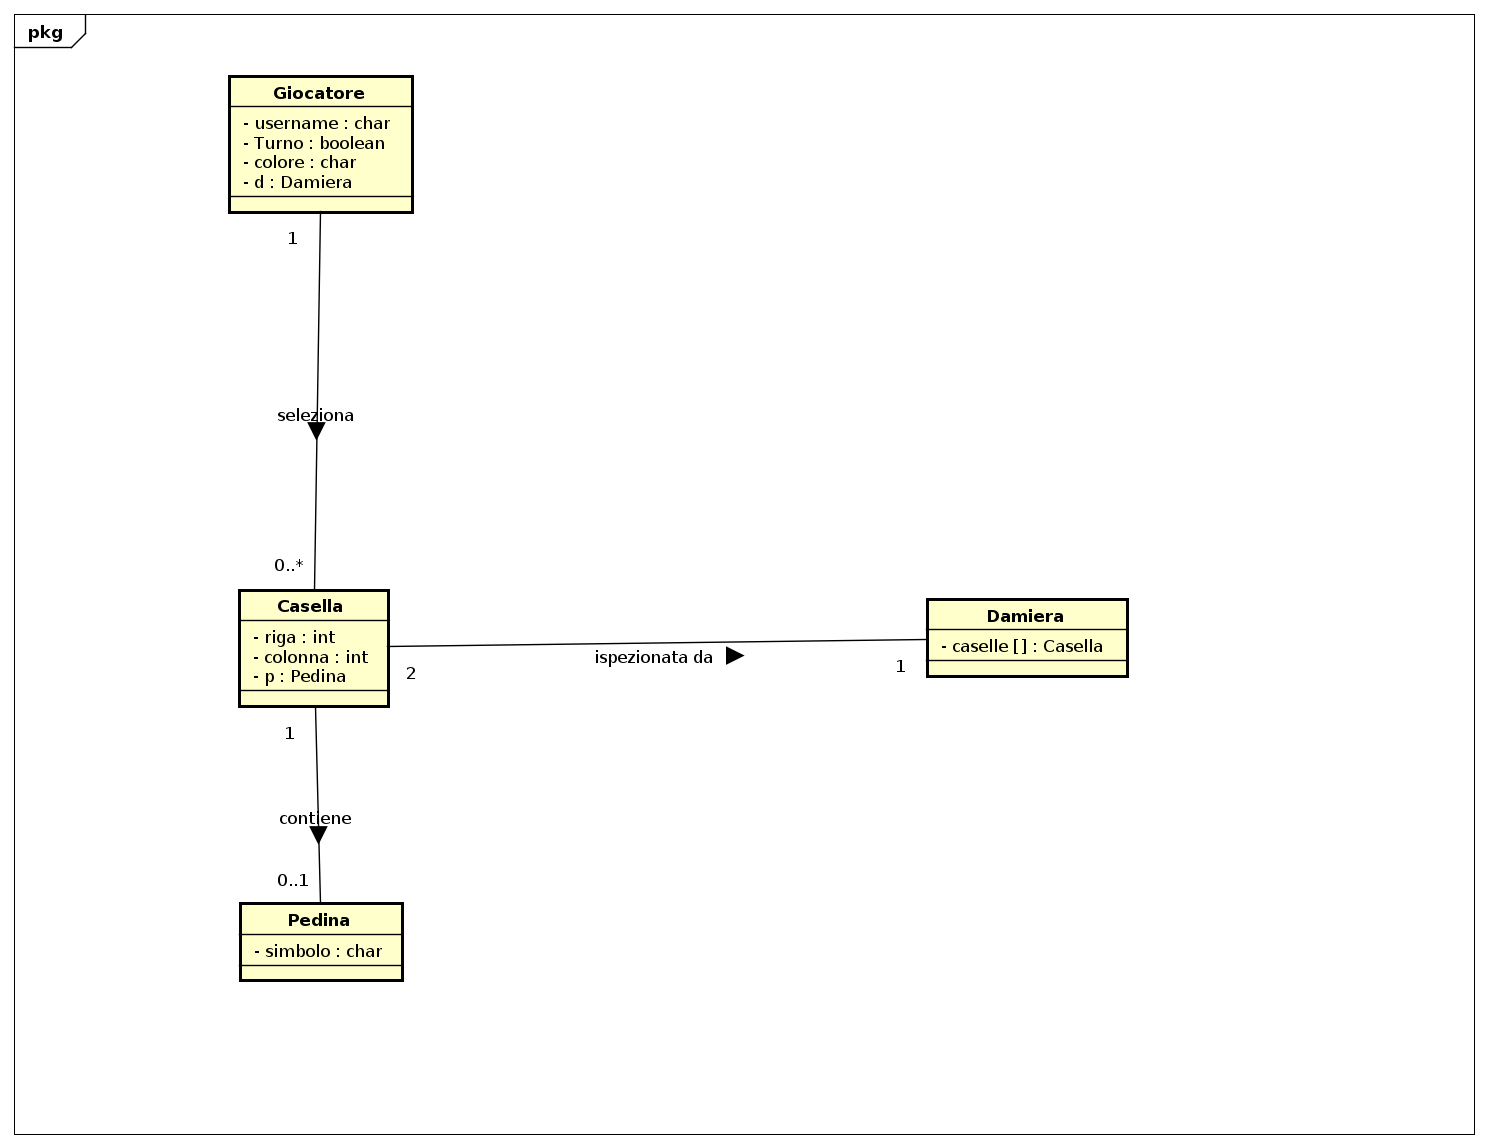 pkg
Giocatore
- username : char
- Turno : boolean
- colore : char
- d : Damiera
1
seleziona
0..*
Casella
- riga : int
- colonna : int
- p : Pedina
2
ispezionata da
1
Damiera
- caselle [] : Casella
1
contiene
0..1
Pedina
- simbolo : char